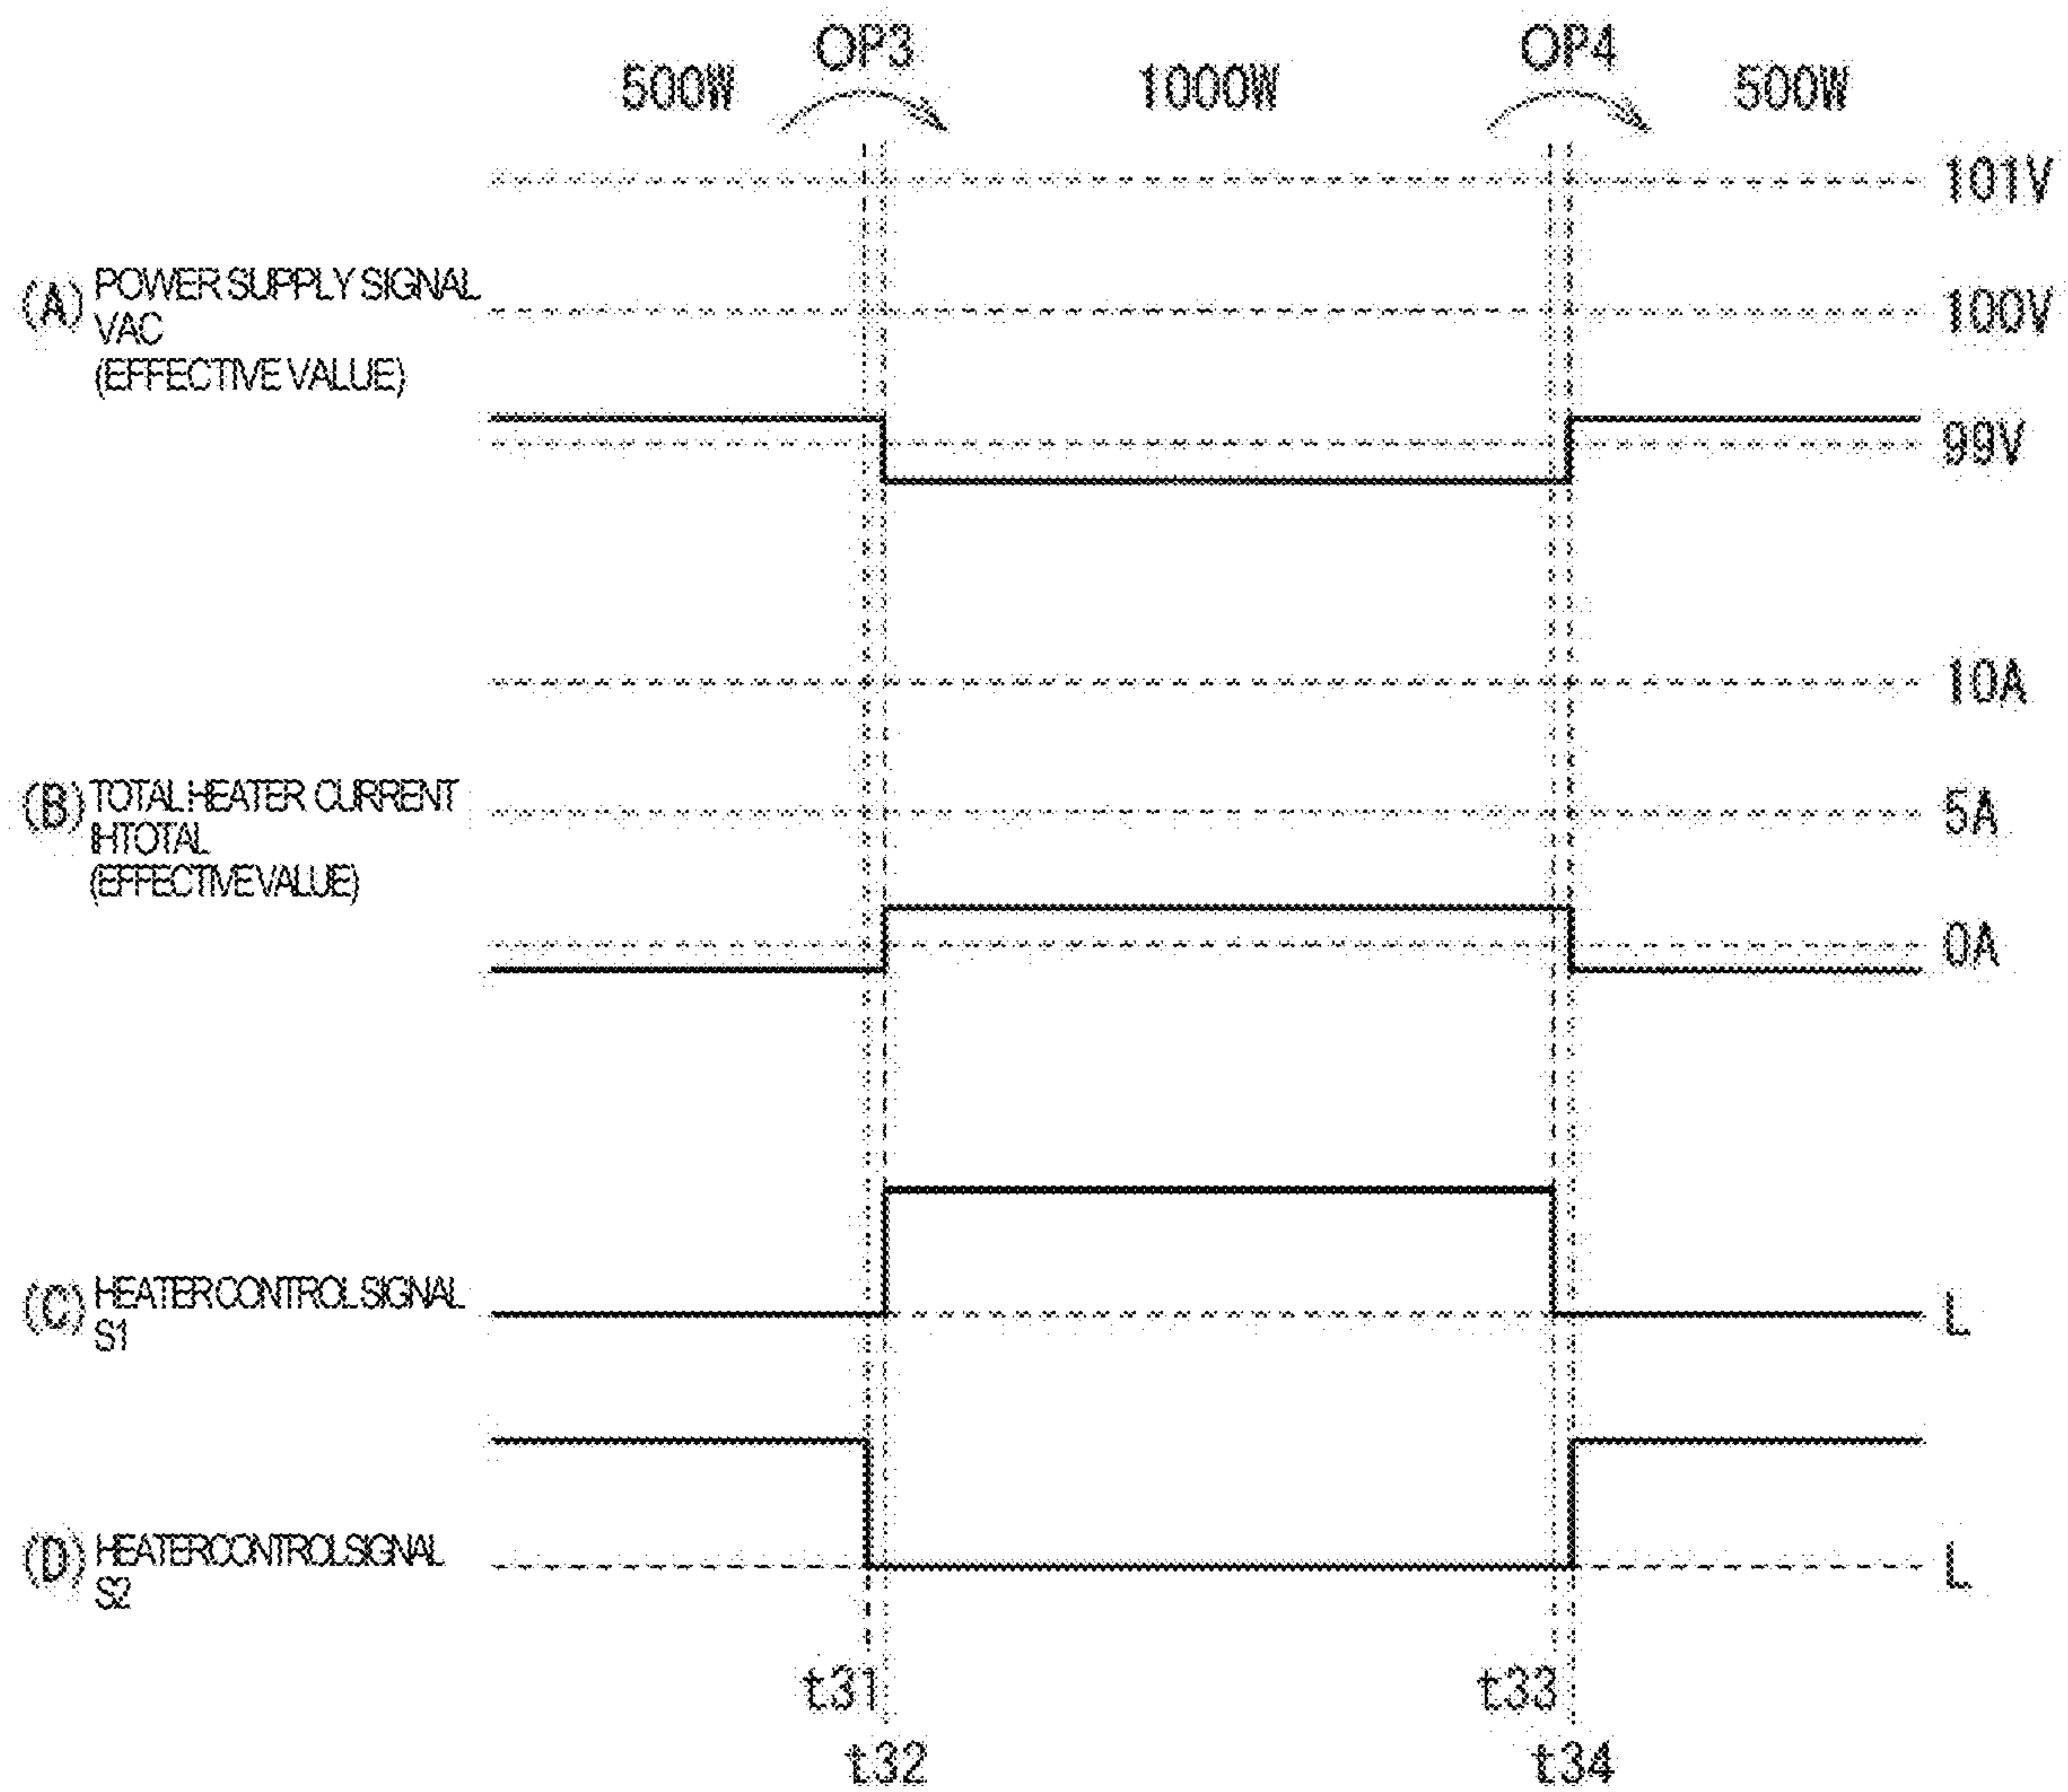 OP3
OP4
500W
1000W
500W
101V
(A) POWER SUPPLY SIGNAL
VAC
(EFFECTIVE VALUE)
100V
99V
10A
(B) TOTAL HEATER CURRENT
IHTOTAL
(EFFECTIVE VALUE)
5A
0A
(C) HEATER CONTROL SIGNAL
S1
L
(D) HEATER CONTROL SIGNAL
S2
L
t31
t33
t32
t34